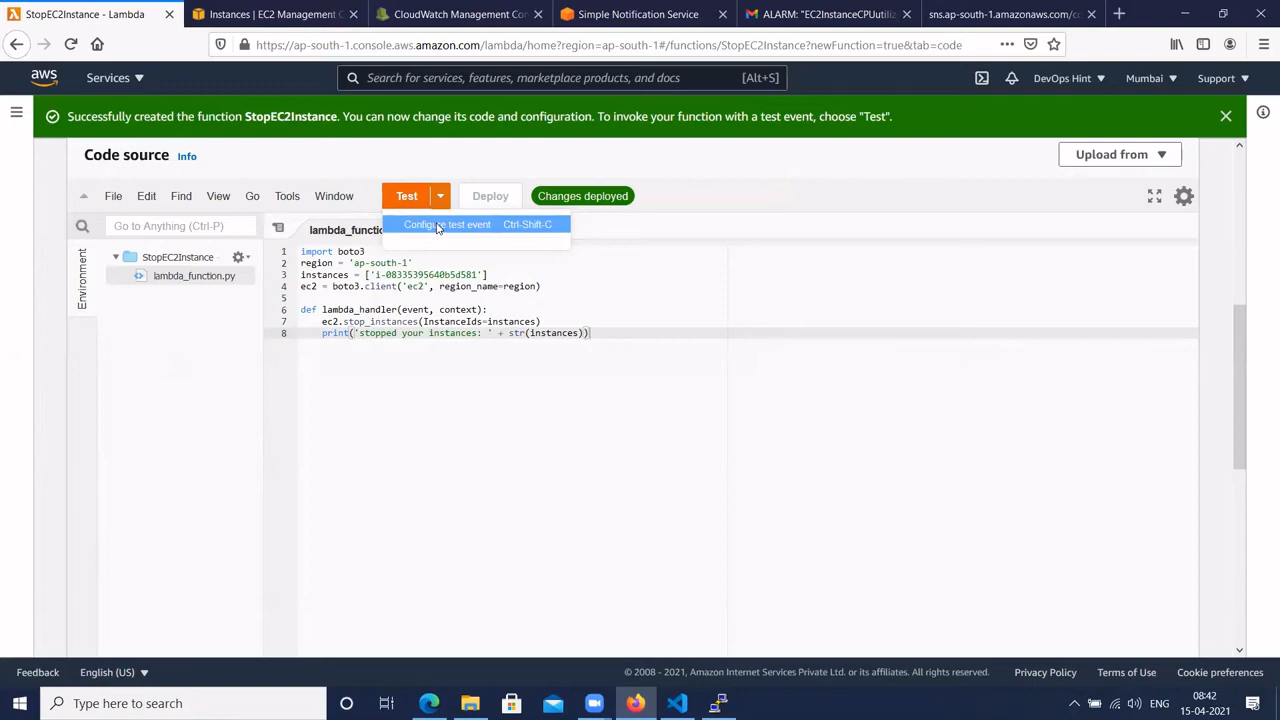 StopEC2Instance - Lambda
Instances | EC2 Management C
CloudWatch Management Con
Simple Notification Service
ALARM: "EC2InstanceCPUutiliz
sns.ap-south-1.amazonaws.com/co
https://ap-south-1.console.aws.amazon.com/lambda/home?region=ap-south-1#/functions/StopEC2Instance?newFunction=true&tab=code
aws
Services
Search for services, features, marketplace products, and docs
[Alt+S]
DevOps Hint
Mumbai
Support
Successfully created the function StopEC2Instance. You can now change its code and configuration. To invoke your function with a test event, choose "Test".
Code source Info
Upload from
File Edit Find View Go Tools Window
Test
Deploy
Changes deployed
Go to Anything (Ctrl-P)
lambda_functio
Configure test event Ctrl-Shift-C
Environment
StopEC2Instance
lambda_function.py
1 import boto3
2 region = 'ap-south-1'
3 instances = ['i-08335395640b5d581']
4 ec2 = boto3.client('ec2', region_name=region)
5
6 def lambda_handler(event, context):
7 ec2.stop_instances(InstanceIds=instances)
8 print('stopped your instances: ' + str(instances))
Feedback
English (US)
© 2008 - 2021, Amazon Internet Services Private Ltd. or its affiliates. All rights reserved.
Privacy Policy
Terms of Use
Cookie preferences
Type here to search
ENG
08:42
15-04-2021